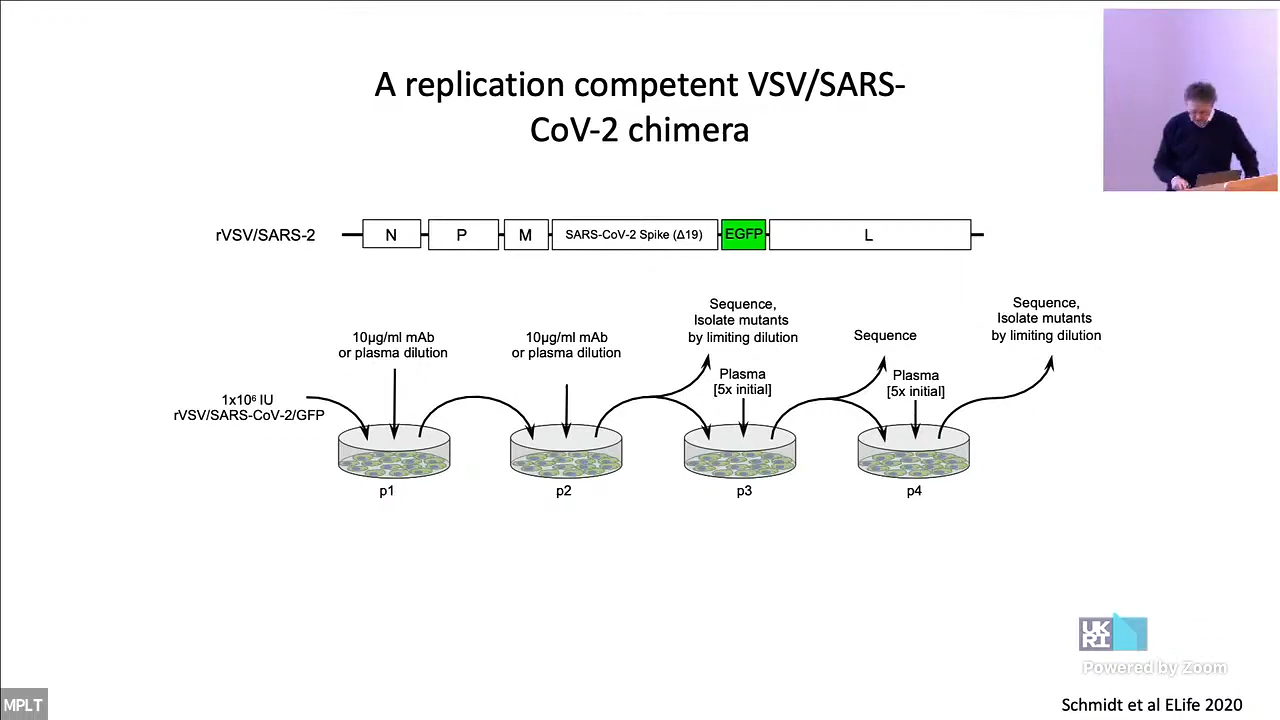 A replication competent VSV/SARS-
CoV-2 chimera
rVSV/SARS-2
N
P
M
SARS-CoV-2 Spike (Δ19)
EGFP
L
10µg/ml mAb
or plasma dilution
10µg/ml mAb
or plasma dilution
Sequence,
Isolate mutants
by limiting dilution
Sequence
Sequence,
Isolate mutants
by limiting dilution
Plasma
[5x initial]
Plasma
[5x initial]
1x10⁶ IU
rVSV/SARS-CoV-2/GFP
p1
p2
p3
p4
UK
RI
Powered by Zoom
MPLT
Schmidt et al ELife 2020